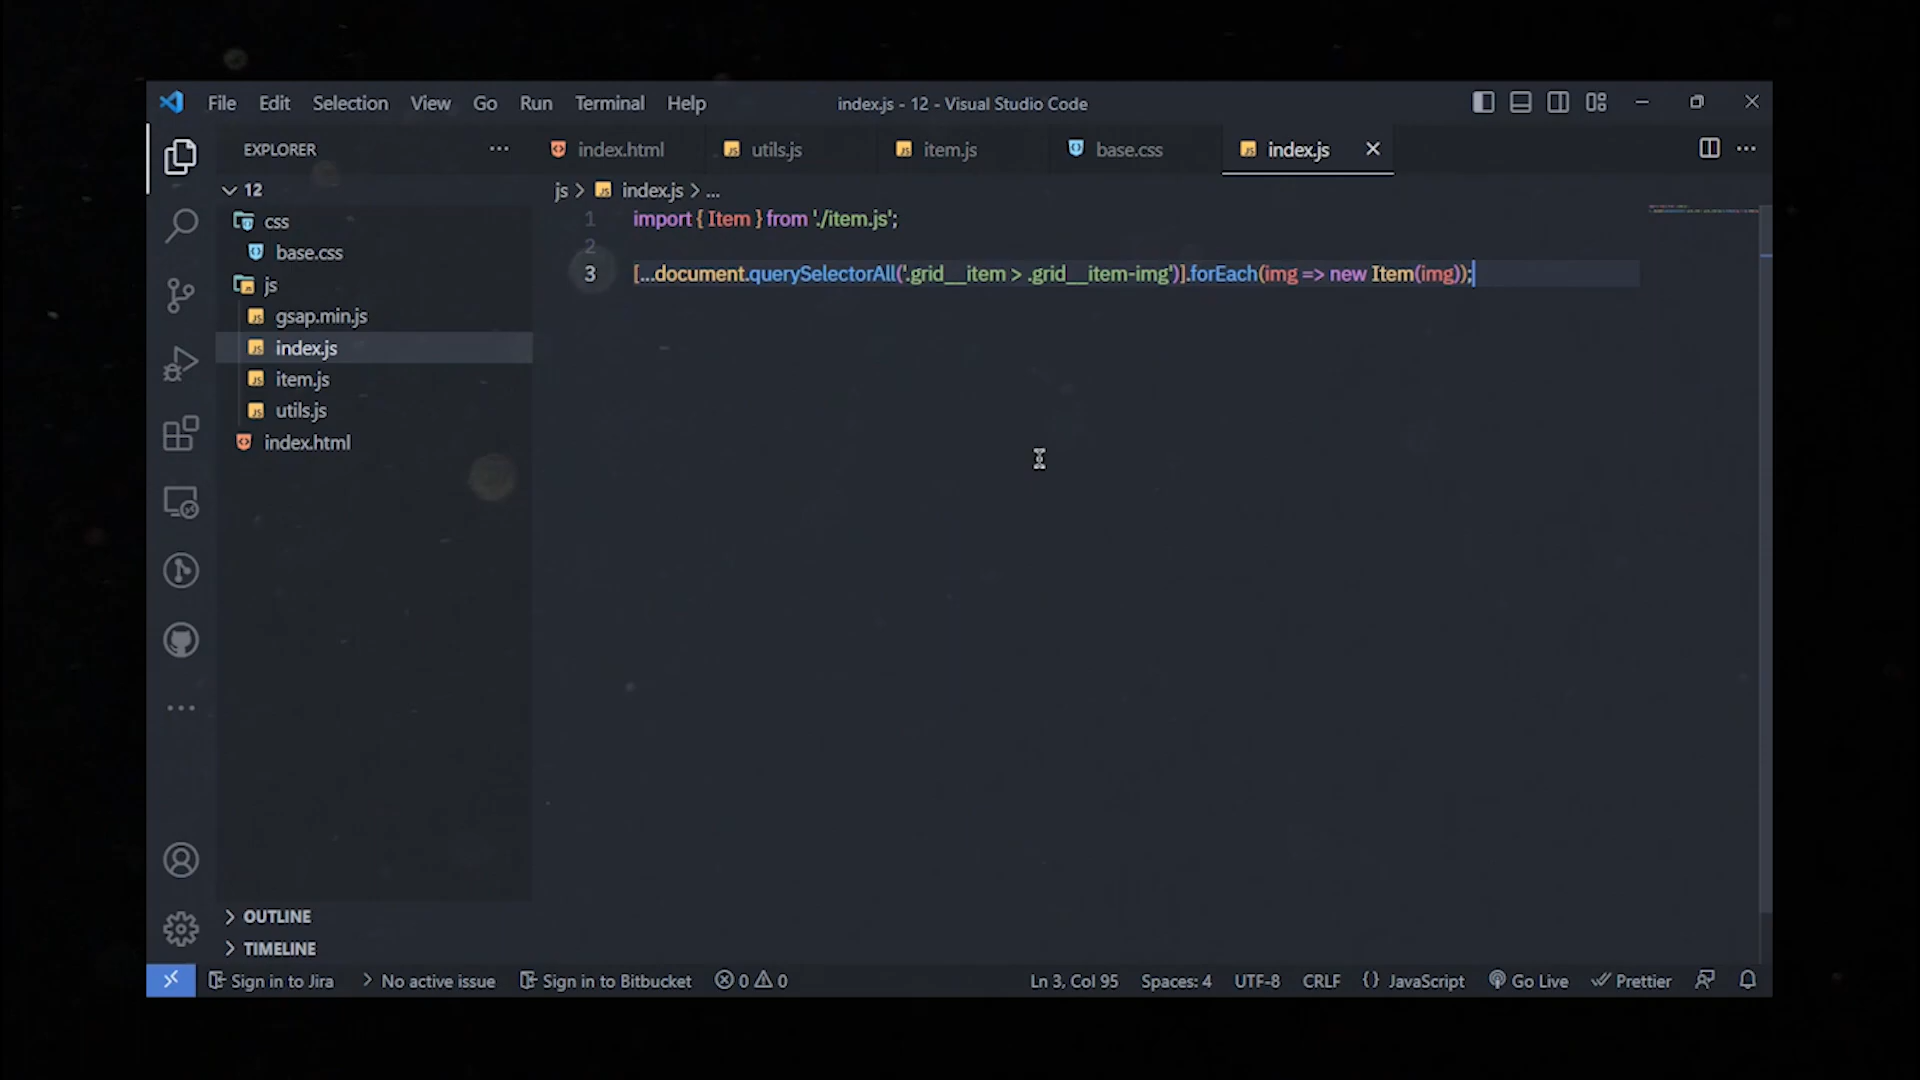 File Edit Selection View Go Run Terminal Help
index.js - 12 - Visual Studio Code
EXPLORER
index.html utils.js item.js base.css index.js
12
js > index.js > ...
css
base.css
js
gsap.min.js
index.js
item.js
utils.js
index.html
1 import { Item } from './item.js';
2
3 [...document.querySelectorAll('.grid__item > .grid__item-img')].forEach(img => new Item(img));
OUTLINE
TIMELINE
Sign in to Jira No active issue Sign in to Bitbucket 0 0 Ln 3, Col 95 Spaces: 4 UTF-8 CRLF {} JavaScript Go Live Prettier